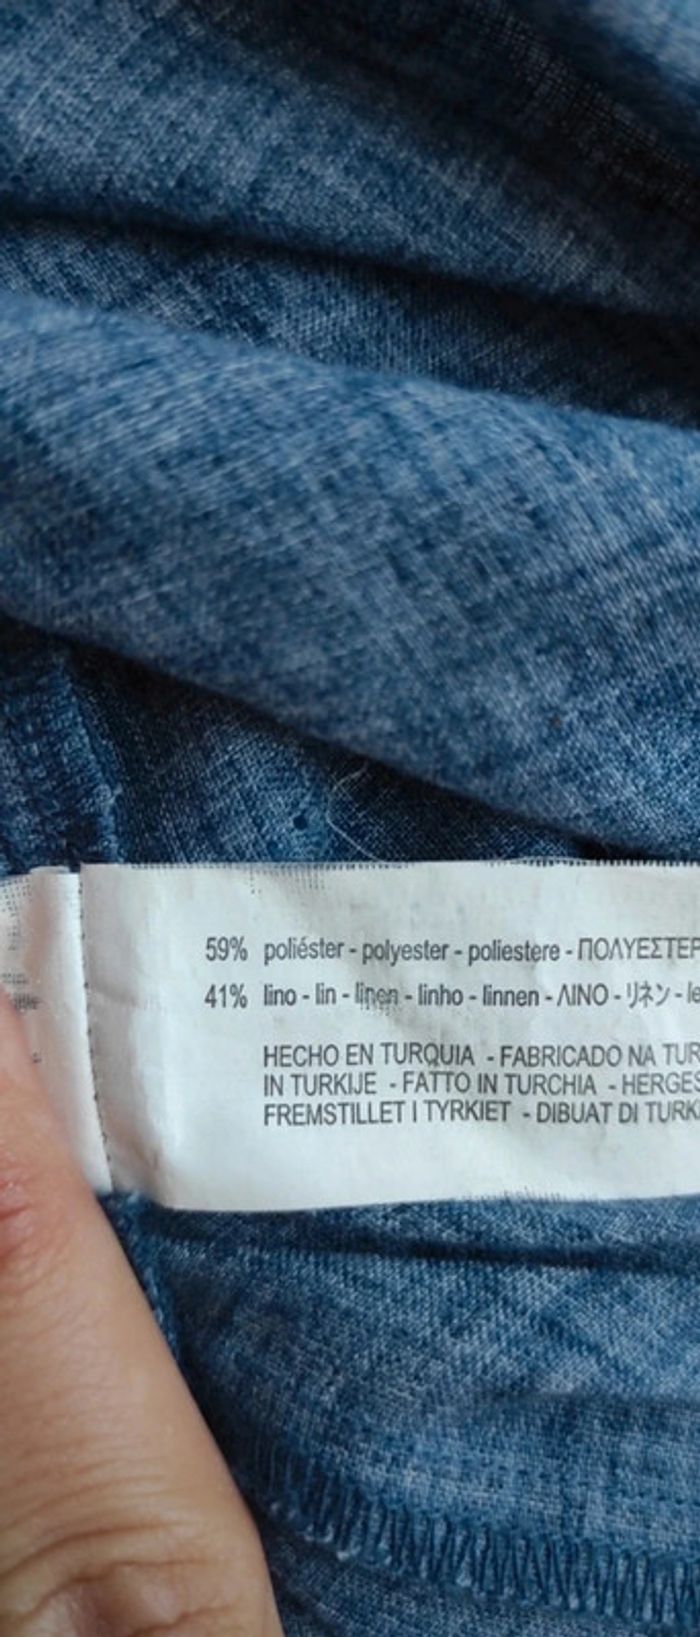 59% poliéster - polyester - poliestere - ΠΟΛΥΕΣΤΕΡ
41% lino - lin - linen - linho - linnen - ΛΙΝΟ - リネン - le
HECHO EN TURQUIA - FABRICADO NA TUR
IN TURKIJE - FATTO IN TURCHIA - HERGES
FREMSTILLET I TYRKIET - DIBUAT DI TURK